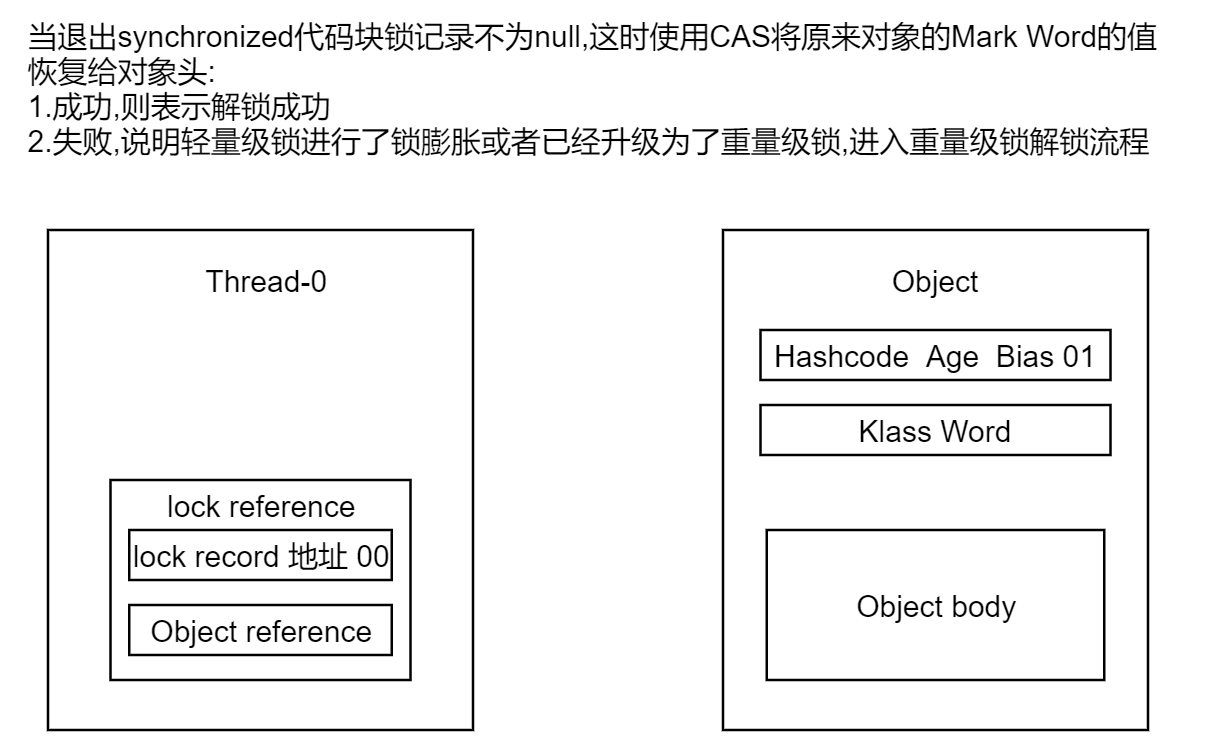 当退出synchronized代码块锁记录不为null,这时使用CAS将原来对象的Mark Word的值
恢复给对象头:
1.成功,则表示解锁成功
2.失败,说明轻量级锁进行了锁膨胀或者已经升级为了重量级锁,进入重量级锁解锁流程
Thread-0
lock reference
lock record 地址 00
Object reference
Object
Hashcode Age Bias 01
Klass Word
Object body